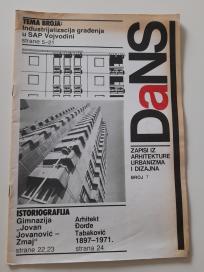 TEMA BROJA:
Industrijalizacija građenja
u SAP Vojvodini
strane 5-21
DaNS
ZAPISI IZ
ARHITEKTURE
URBANIZMA
I DIZAJNA
BROJ 1
ISTORIOGRAFIJA
Gimnazija
„Jovan
Jovanović –
Zmaj”
strane 22,23
Arhitekt
Đorđe
Tabaković
1897-1971.
strana 24